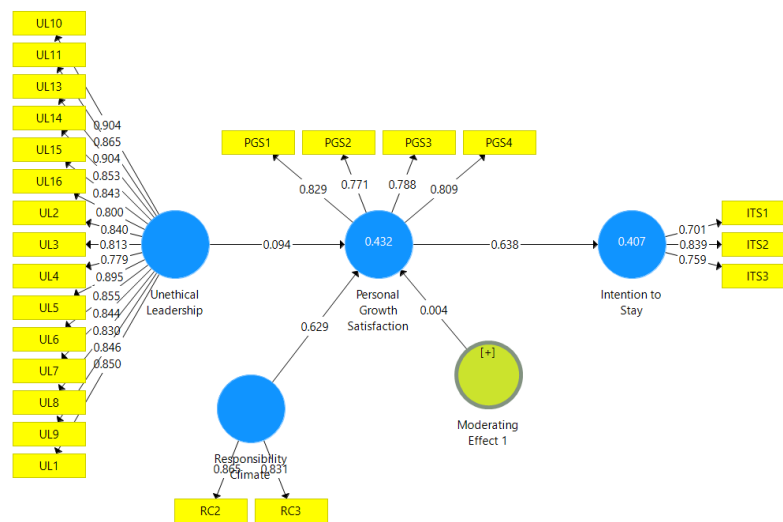 UL10
UL11
UL13
UL14
UL15
UL16
UL2
UL3
UL4
UL5
UL6
UL7
UL8
UL9
UL1
0.904
0.865
0.904
0.853
0.843
0.800
0.840
0.813
0.779
0.895
0.855
0.844
0.830
0.846
0.850
Unethical
Leadership
0.094
PGS1
PGS2
PGS3
PGS4
0.829
0.771
0.788
0.809
0.432
Personal
Growth
Satisfaction
0.638
0.407
Intention to
Stay
0.701
0.839
0.759
ITS1
ITS2
ITS3
0.629
0.004
[+]
Moderating
Effect 1
Responsibility
Climate
0.865
0.831
RC2
RC3